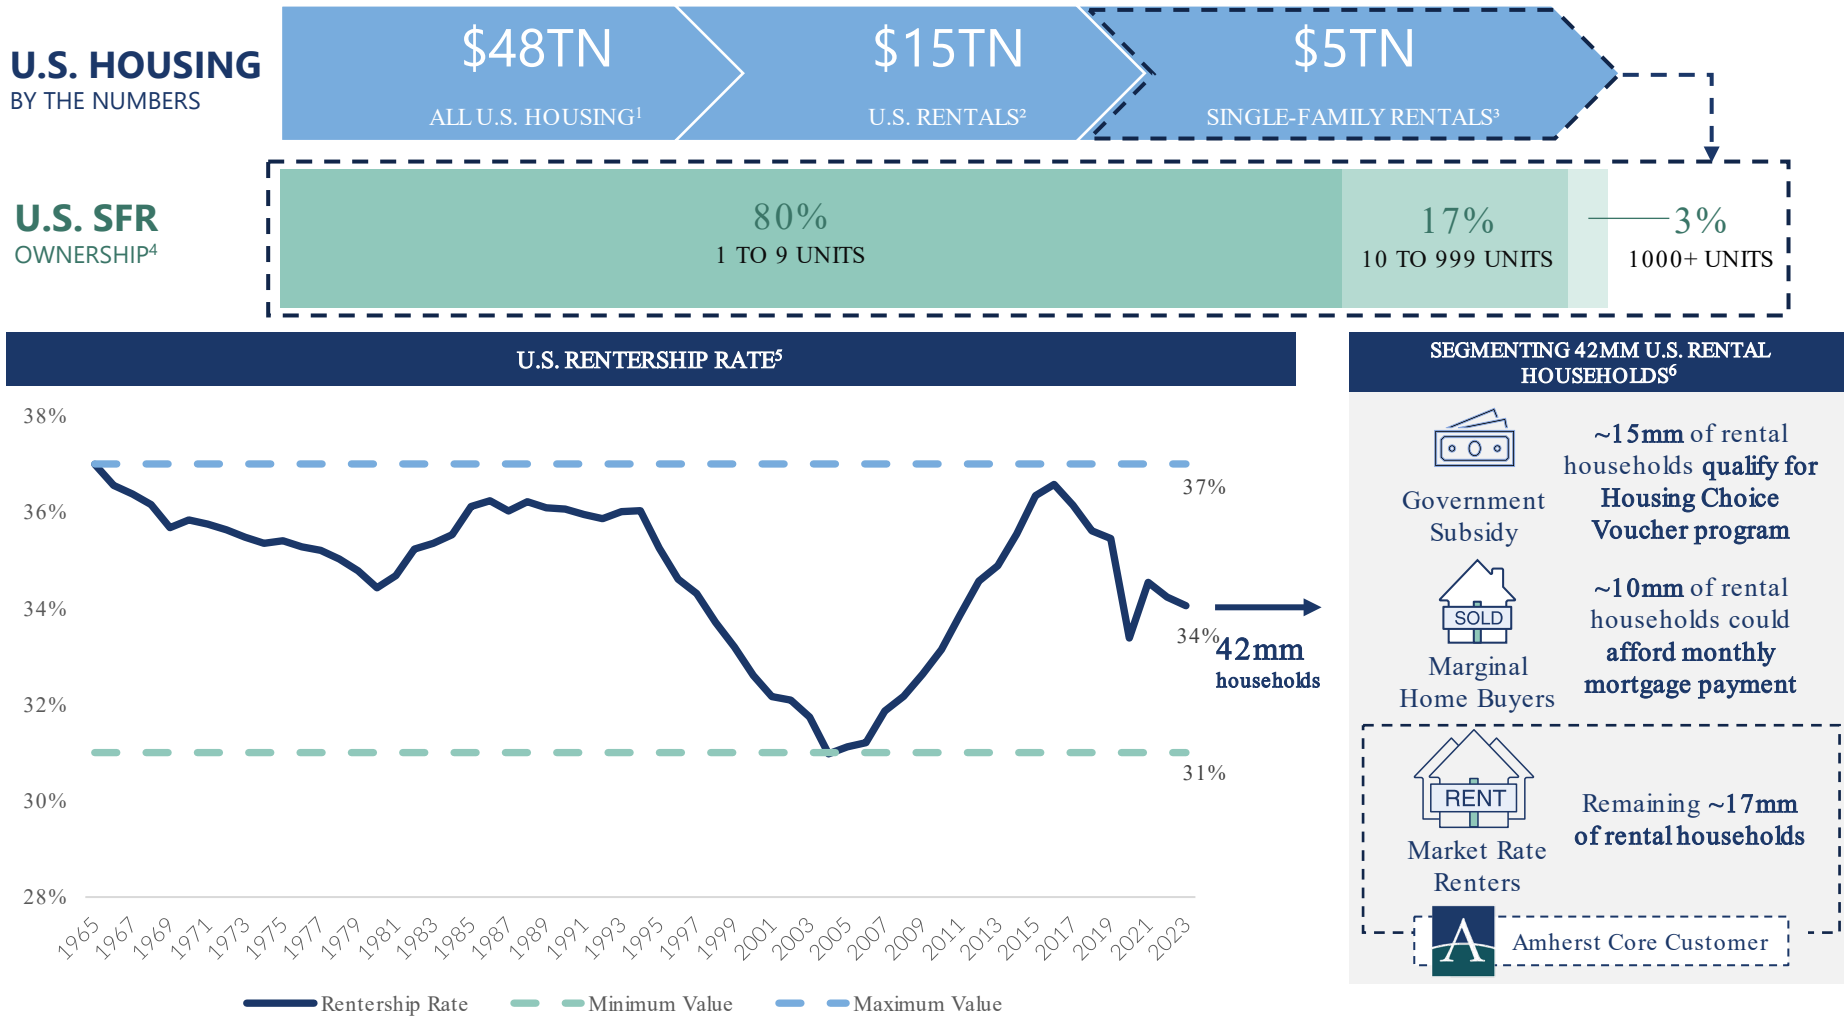 U.S. HOUSING
BY THE NUMBERS
$48TN
ALL U.S. HOUSING¹
$15TN
U.S. RENTALS²
$5TN
SINGLE-FAMILY RENTALS³
U.S. SFR
OWNERSHIP⁴
80%
1 TO 9 UNITS
17%
10 TO 999 UNITS
3%
1000+ UNITS
U.S. RENTERSHIP RATE⁵
38%
36%
34%
32%
30%
28%
37%
34%
31%
42mm
households
1965
1967
1969
1971
1973
1975
1977
1979
1981
1983
1985
1987
1989
1991
1993
1995
1997
1999
2001
2003
2005
2007
2009
2011
2013
2015
2017
2019
2021
2023
Rentership Rate
Minimum Value
Maximum Value
SEGMENTING 42MM U.S. RENTAL
HOUSEHOLDS⁶
Government
Subsidy
~15mm of rental
households qualify for
Housing Choice
Voucher program
SOLD
Marginal
Home Buyers
~10mm of rental
households could
afford monthly
mortgage payment
RENT
Market Rate
Renters
Remaining ~17mm
of rental households
A
Amherst Core Customer